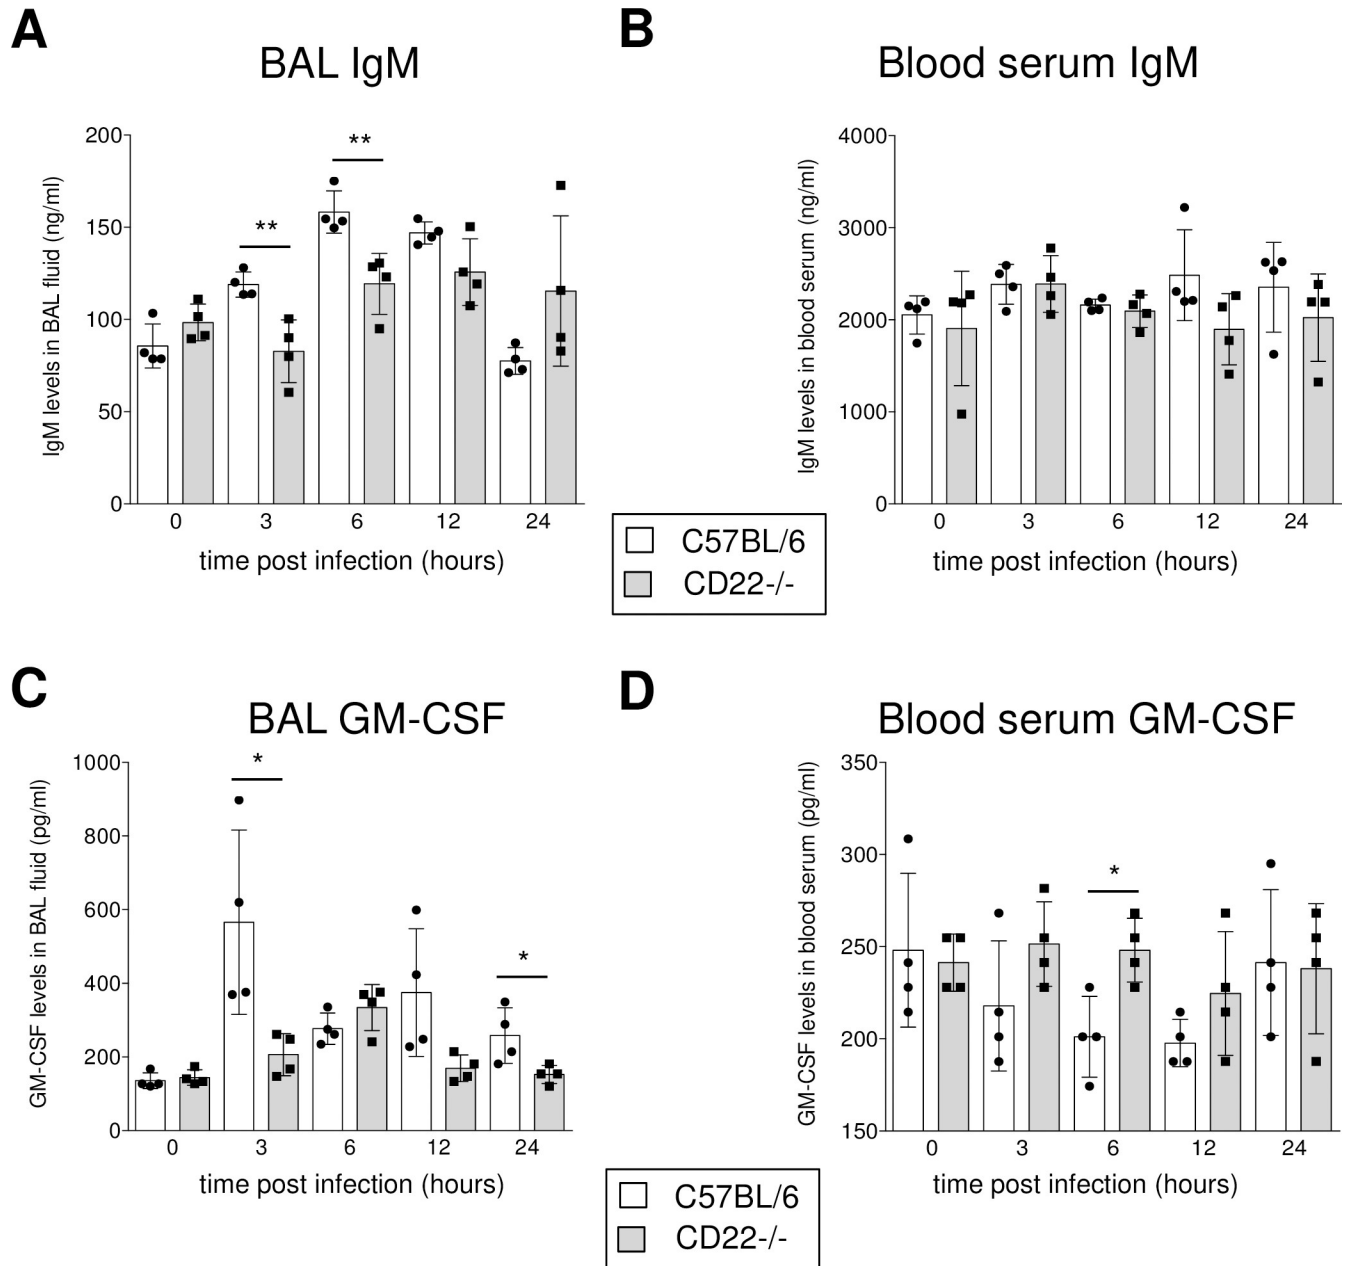 A
BAL IgM
IgM levels in BAL fluid (ng/ml)
200
150
100
50
0
**
**
0 3 6 12 24
time post infection (hours)
B
Blood serum IgM
IgM levels in blood serum (ng/ml)
4000
3000
2000
1000
0
0 3 6 12 24
time post infection (hours)
C57BL/6
CD22-/-
C
BAL GM-CSF
GM-CSF levels in BAL fluid (pg/ml)
1000
800
600
400
200
0
*
*
0 3 6 12 24
time post infection (hours)
D
Blood serum GM-CSF
GM-CSF levels in blood serum (pg/ml)
350
300
250
200
150
*
0 3 6 12 24
time post infection (hours)
C57BL/6
CD22-/-